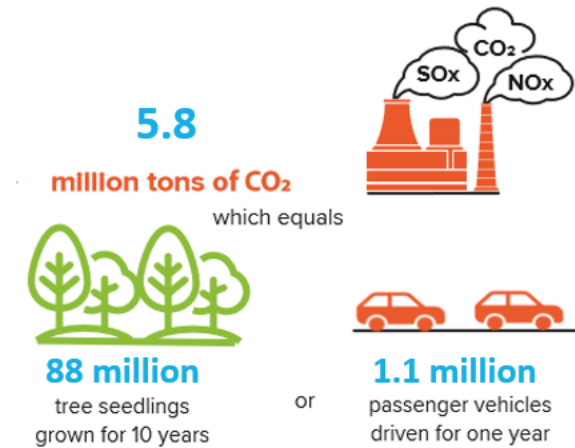 CO₂
SOx
NOx
5.8
million tons of CO₂
which equals
88 million
tree seedlings
grown for 10 years
or
1.1 million
passenger vehicles
driven for one year